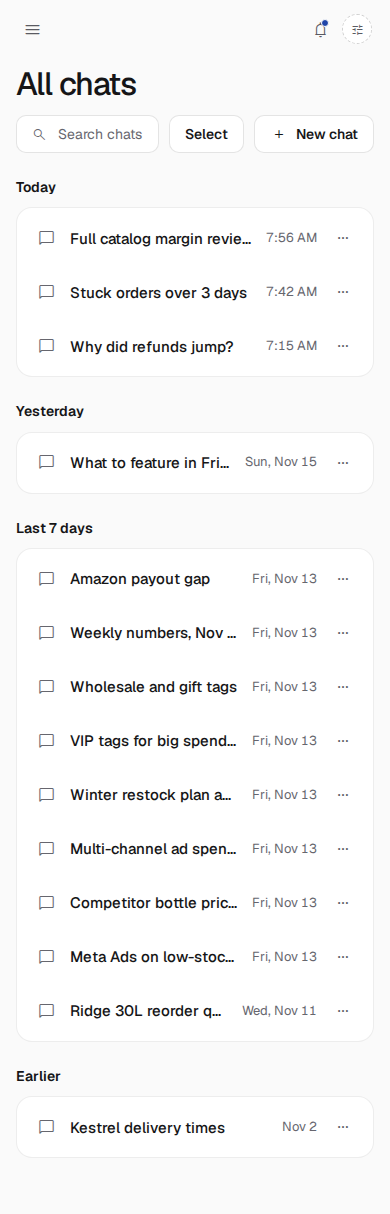 All chats
Search chats
Select
+ New chat
Today
Full catalog margin revie... 7:56 AM
Stuck orders over 3 days 7:42 AM
Why did refunds jump? 7:15 AM
Yesterday
What to feature in Fri... Sun, Nov 15
Last 7 days
Amazon payout gap Fri, Nov 13
Weekly numbers, Nov ... Fri, Nov 13
Wholesale and gift tags Fri, Nov 13
VIP tags for big spend... Fri, Nov 13
Winter restock plan a... Fri, Nov 13
Multi-channel ad spen... Fri, Nov 13
Competitor bottle pric... Fri, Nov 13
Meta Ads on low-stoc... Fri, Nov 13
Ridge 30L reorder q... Wed, Nov 11
Earlier
Kestrel delivery times Nov 2